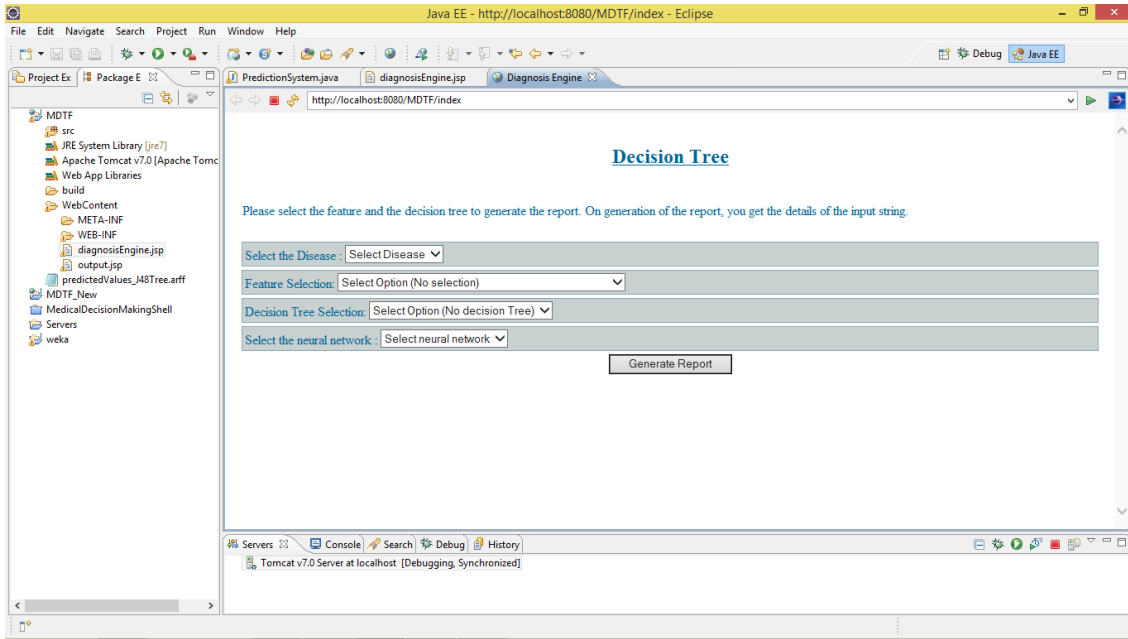 Java EE - http://localhost:8080/MDTF/index - Eclipse
File Edit Navigate Search Project Run Window Help
Debug Java EE
Project Ex Package E
PredictionSystem.java diagnosisEngine.jsp Diagnosis Engine
http://localhost:8080/MDTF/index
MDTF
src
JRE System Library [jre7]
Apache Tomcat v7.0 [Apache Tomc
Web App Libraries
build
WebContent
META-INF
WEB-INF
diagnosisEngine.jsp
output.jsp
predictedValues_J48Tree.arff
MDTF_New
MedicalDecisionMakingShell
Servers
weka
Decision Tree
Please select the feature and the decision tree to generate the report. On generation of the report, you get the details of the input string.
Select the Disease : Select Disease
Feature Selection: Select Option (No selection)
Decision Tree Selection: Select Option (No decision Tree)
Select the neural network : Select neural network
Generate Report
Servers Console Search Debug History
Tomcat v7.0 Server at localhost [Debugging, Synchronized]